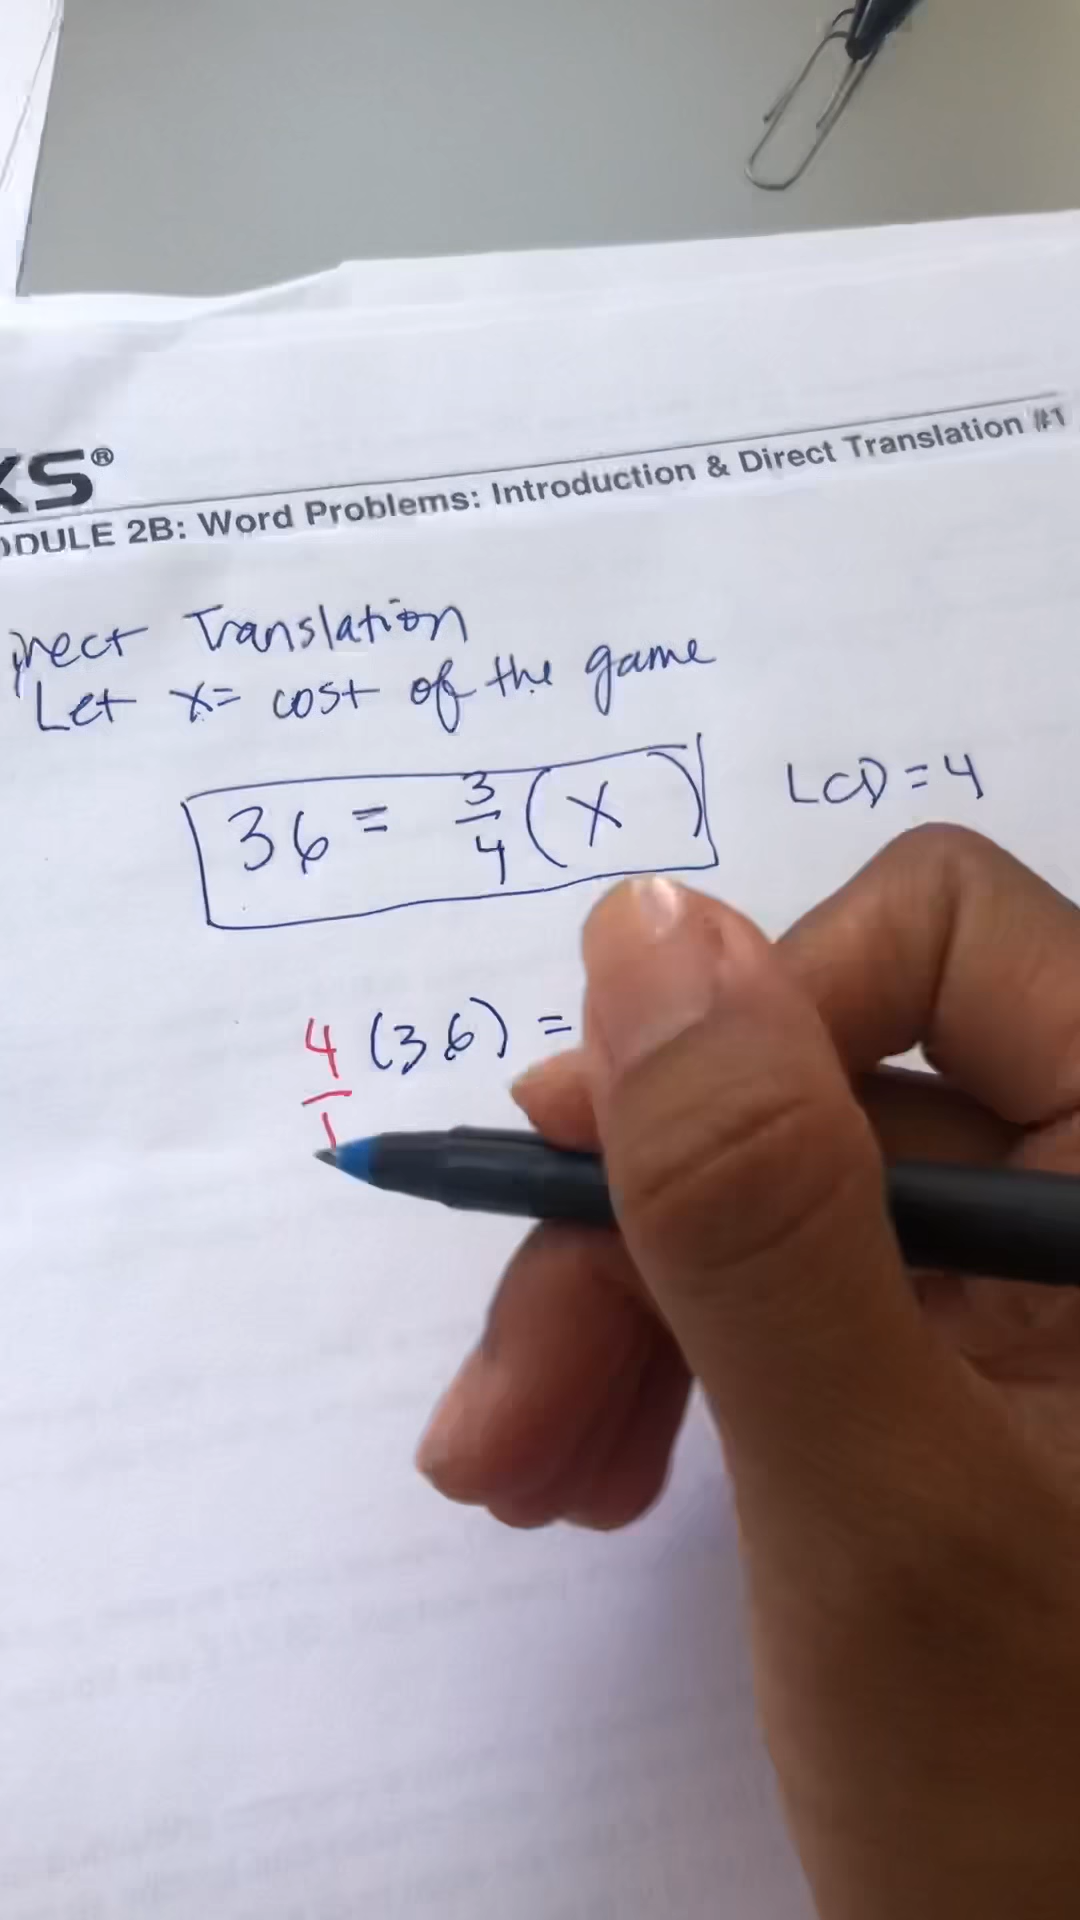 KS®
MODULE 2B: Word Problems: Introduction & Direct Translation #1
Direct Translation
Let x= cost of the game
36 = 3/4 (x)
LCD = 4
4/1 (36) =